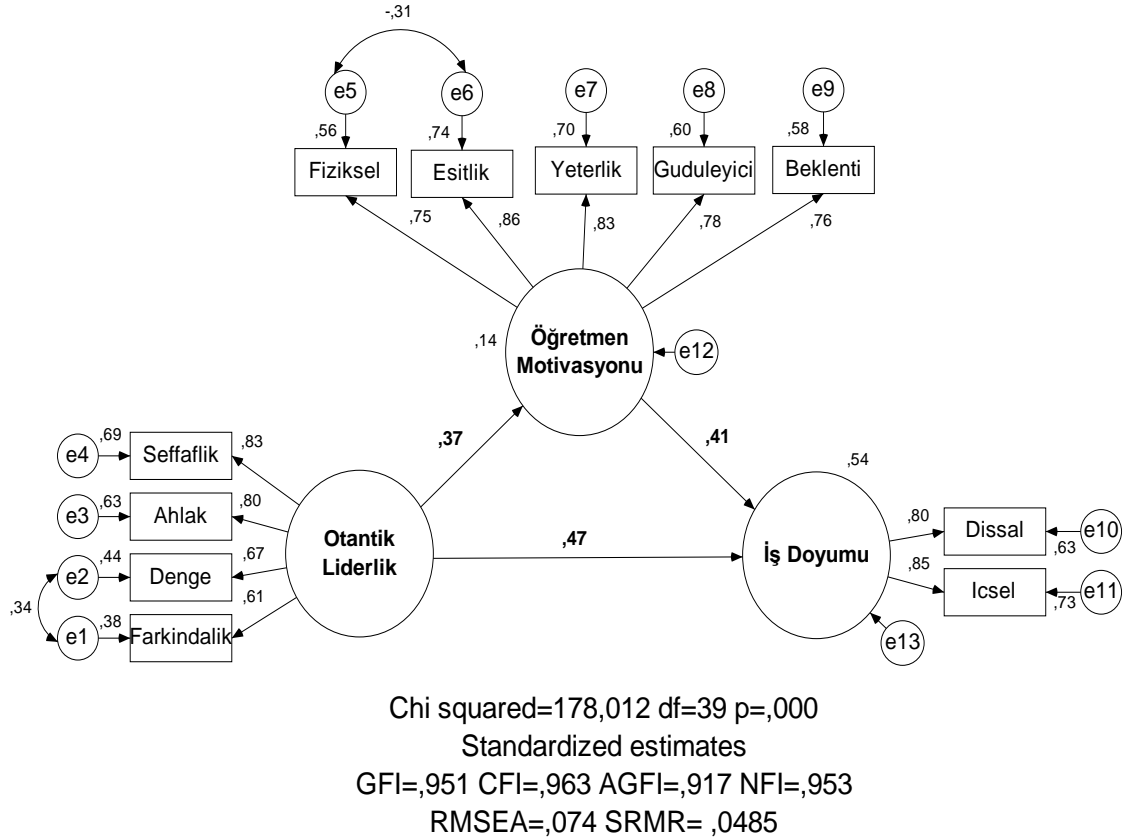 -,31
e5
e6
e7
e8
e9
,56
,74
,70
,60
,58
Fiziksel
Esitlik
Yeterlik
Guduleyici
Beklenti
,75
,86
,83
,78
,76
,14
Öğretmen
Motivasyonu
e12
,37
,41
e4
,69
Seffaflik
,83
e3
,63
Ahlak
,80
e2
,44
Denge
,67
,34
e1
,38
Farkindalik
,61
Otantik
Liderlik
,47
,54
İş Doyumu
,80
Dissal
,63
e10
,85
Icsel
,73
e11
e13
Chi squared=178,012 df=39 p=,000
Standardized estimates
GFI=,951 CFI=,963 AGFI=,917 NFI=,953
RMSEA=,074 SRMR= ,0485